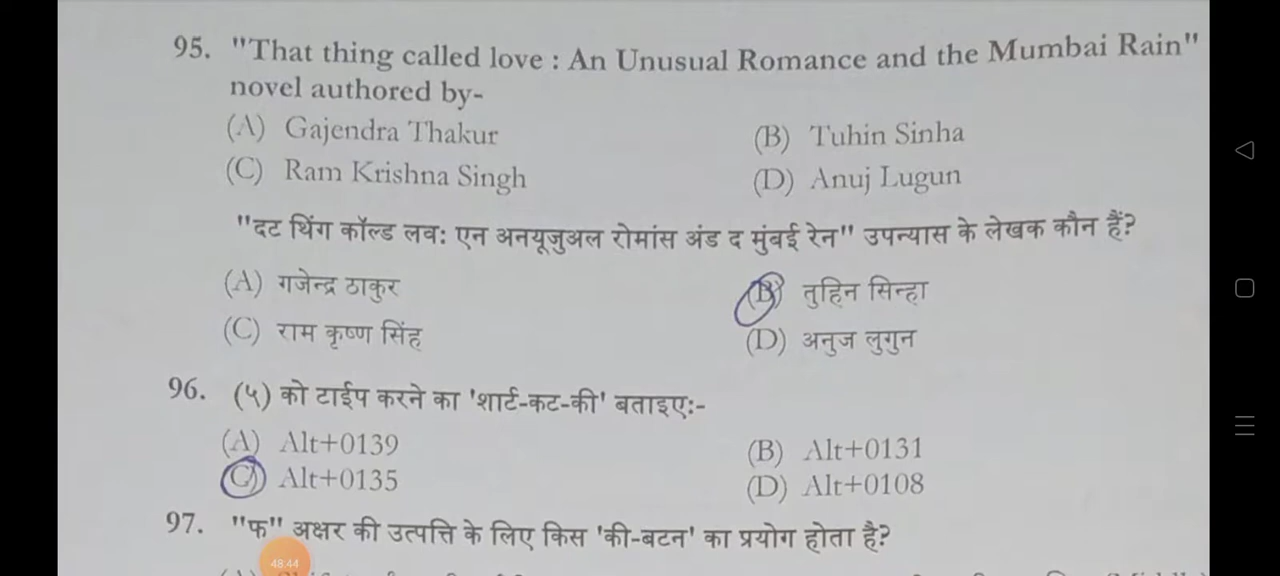 95. "That thing called love : An Unusual Romance and the Mumbai Rain"
novel authored by-
(A) Gajendra Thakur (B) Tuhin Sinha
(C) Ram Krishna Singh (D) Anuj Lugun
"दट थिंग कॉल्ड लवः एन अनयूजुअल रोमांस अंड द मुंबई रेन" उपन्यास के लेखक कौन हैं?
(A) गजेन्द्र ठाकुर (B) तुहिन सिन्हा
(C) राम कृष्ण सिंह (D) अनुज लुगुन
96. (५) को टाईप करने का 'शार्ट-कट-की' बताइएः-
(A) Alt+0139 (B) Alt+0131
(C) Alt+0135 (D) Alt+0108
97. "फ" अक्षर की उत्पत्ति के लिए किस 'की-बटन' का प्रयोग होता है?
48:44